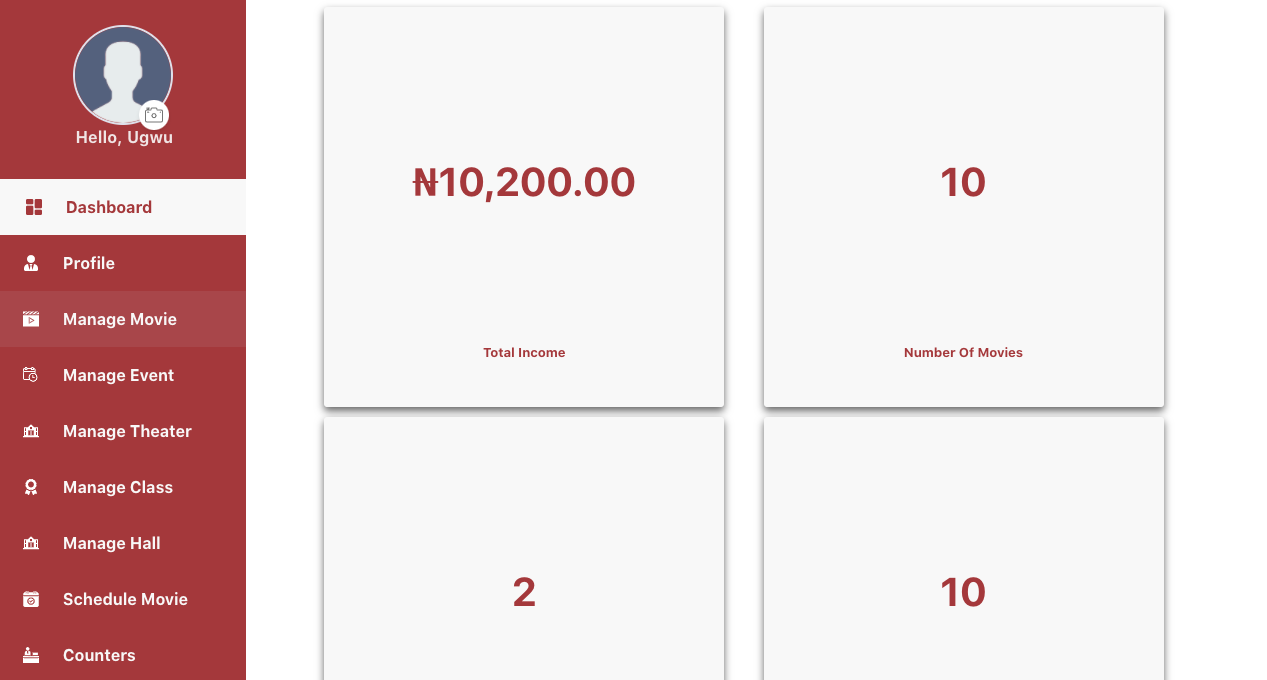 Hello, Ugwu
Dashboard
Profile
Manage Movie
Manage Event
Manage Theater
Manage Class
Manage Hall
Schedule Movie
Counters
₦10,200.00
Total Income
10
Number Of Movies
2
10